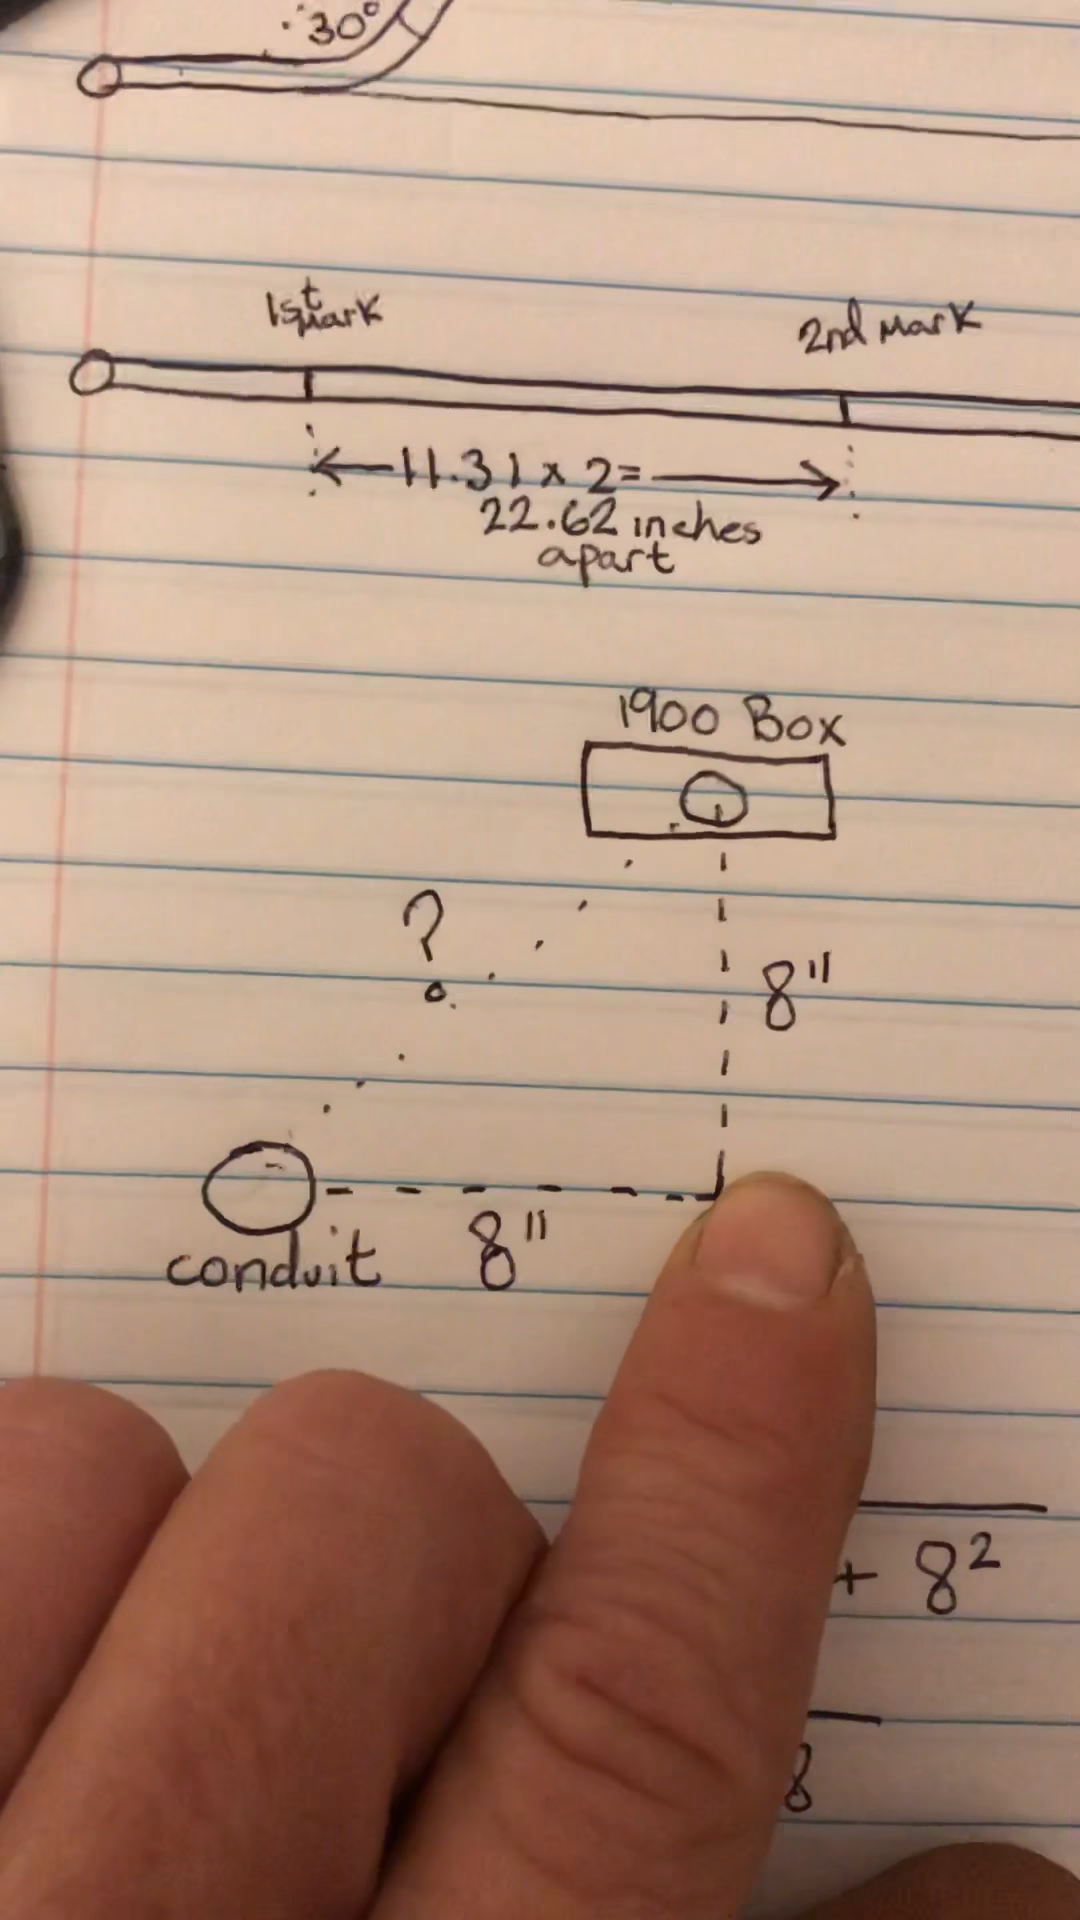 30°
1st Mark
2nd Mark
11.31 x 2=
22.62 inches
apart
1900 Box
?
8"
8"
conduit
+ 8²
8